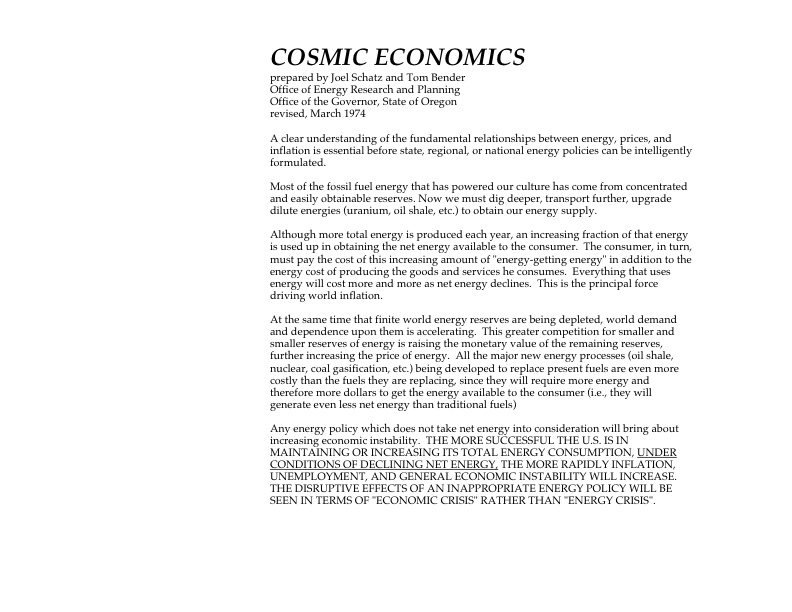 COSMIC ECONOMICS
prepared by Joel Schatz and Tom Bender
Office of Energy Research and Planning
Office of the Governor, State of Oregon
revised, March 1974
A clear understanding of the fundamental relationships between energy, prices, and
inflation is essential before state, regional, or national energy policies can be intelligently
formulated.
Most of the fossil fuel energy that has powered our culture has come from concentrated
and easily obtainable reserves. Now we must dig deeper, transport further, upgrade
dilute energies (uranium, oil shale, etc.) to obtain our energy supply.
Although more total energy is produced each year, an increasing fraction of that energy
is used up in obtaining the net energy available to the consumer.  The consumer, in turn,
must pay the cost of this increasing amount of "energy-getting energy" in addition to the
energy cost of producing the goods and services he consumes.  Everything that uses
energy will cost more and more as net energy declines.  This is the principal force
driving world inflation.
At the same time that finite world energy reserves are being depleted, world demand
and dependence upon them is accelerating.  This greater competition for smaller and
smaller reserves of energy is raising the monetary value of the remaining reserves,
further increasing the price of energy.  All the major new energy processes (oil shale,
nuclear, coal gasification, etc.) being developed to replace present fuels are even more
costly than the fuels they are replacing, since they will require more energy and
therefore more dollars to get the energy available to the consumer (i.e., they will
generate even less net energy than traditional fuels)
Any energy policy which does not take net energy into consideration will bring about
increasing economic instability.  THE MORE SUCCESSFUL THE U.S. IS IN
MAINTAINING OR INCREASING ITS TOTAL ENERGY CONSUMPTION, UNDER
CONDITIONS OF DECLINING NET ENERGY, THE MORE RAPIDLY INFLATION,
UNEMPLOYMENT, AND GENERAL ECONOMIC INSTABILITY WILL INCREASE.
THE DISRUPTIVE EFFECTS OF AN INAPPROPRIATE ENERGY POLICY WILL BE
SEEN IN TERMS OF "ECONOMIC CRISIS" RATHER THAN "ENERGY CRISIS".